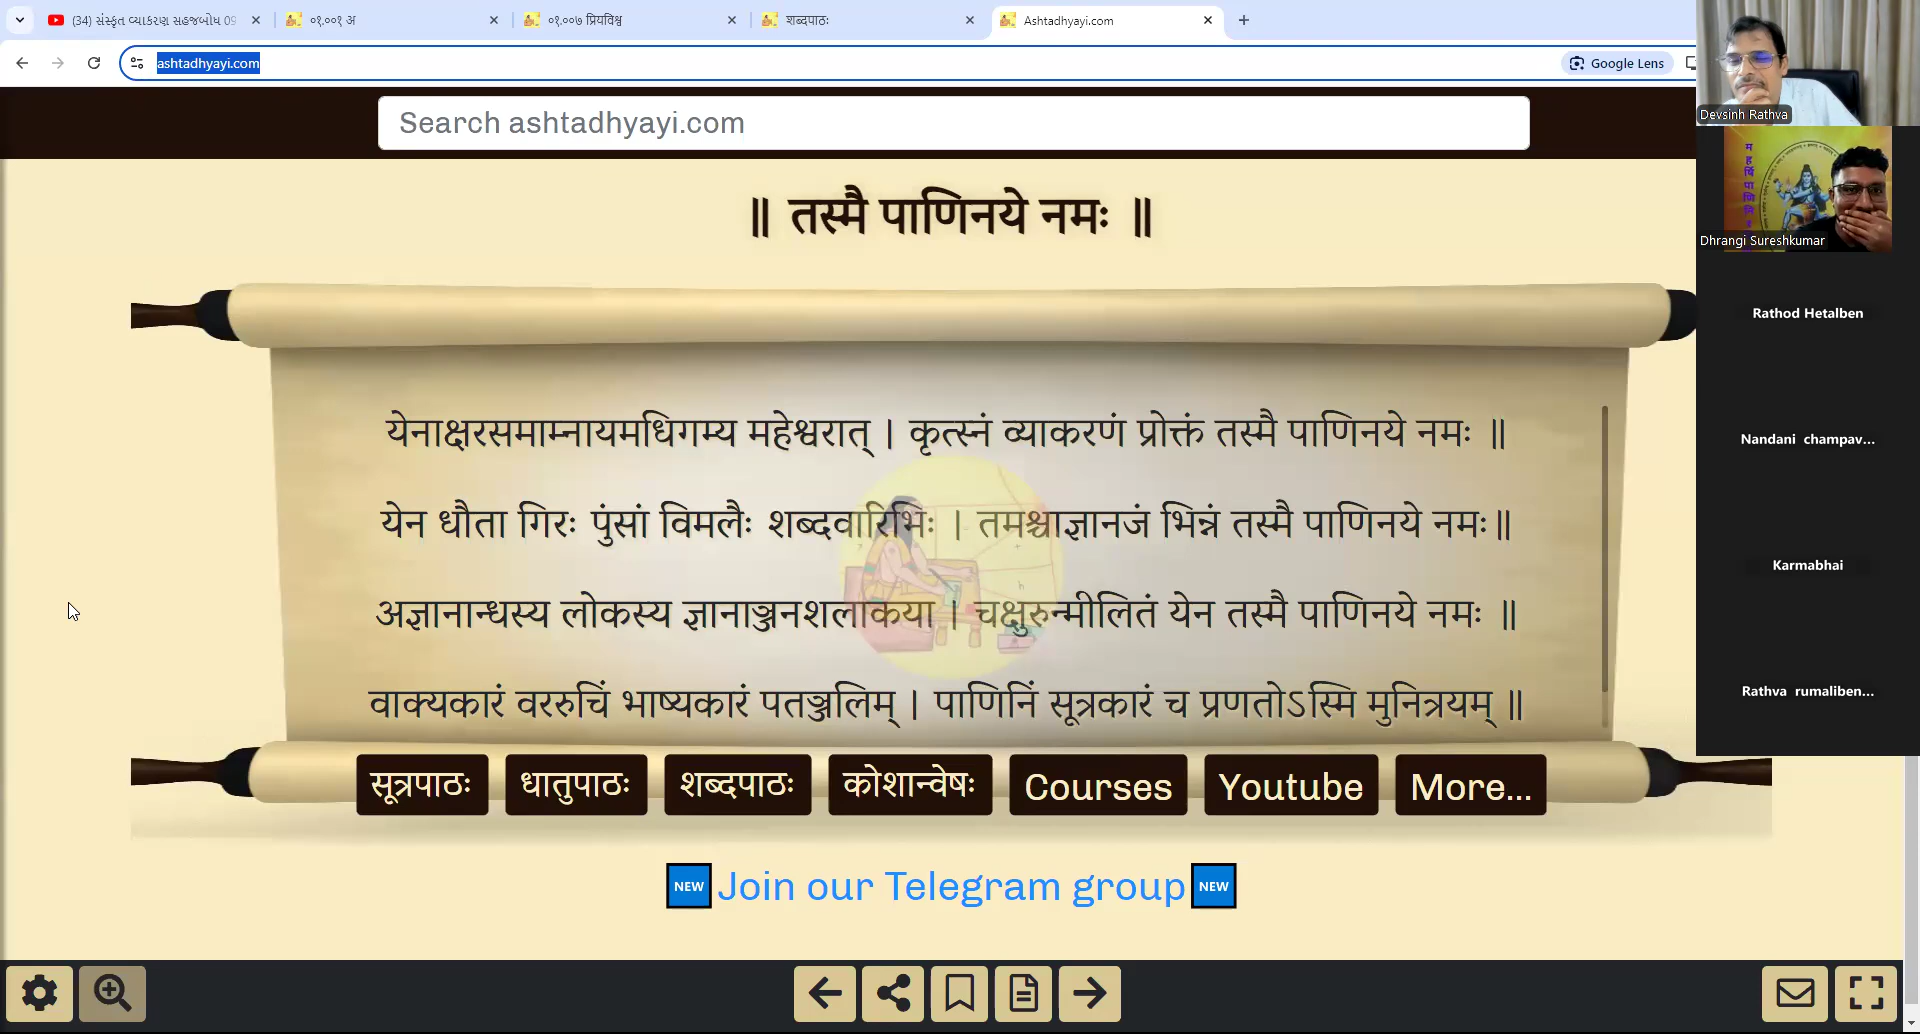 (34) સંસ્કૃત વ્યાકરણ સહજબોધ 09
०१.००१ अ
०१.००७ प्रियविश्व
शब्दपाठः
Ashtadhyayi.com
ashtadhyayi.com
Google Lens
Search ashtadhyayi.com
॥ तस्मै पाणिनये नमः ॥
येनाक्षरसमाम्नायमधिगम्य महेश्वरात् । कृत्स्नं व्याकरणं प्रोक्तं तस्मै पाणिनये नमः ॥
येन धौता गिरः पुंसां विमलैः शब्दवारिभिः । तमश्चाज्ञानजं भिन्नं तस्मै पाणिनये नमः॥
अज्ञानान्धस्य लोकस्य ज्ञानाञ्जनशलाकया । चक्षुरुन्मीलितं येन तस्मै पाणिनये नमः ॥
वाक्यकारं वररुचिं भाष्यकारं पतञ्जलिम् । पाणिनिं सूत्रकारं च प्रणतोऽस्मि मुनित्रयम् ॥
सूत्रपाठः धातुपाठः शब्दपाठः कोशान्वेषः Courses Youtube More...
NEW Join our Telegram group NEW
Devsinh Rathva
Dhrangi Sureshkumar
Rathod Hetalben
Nandani champav...
Karmabhai
Rathva rumaliben...